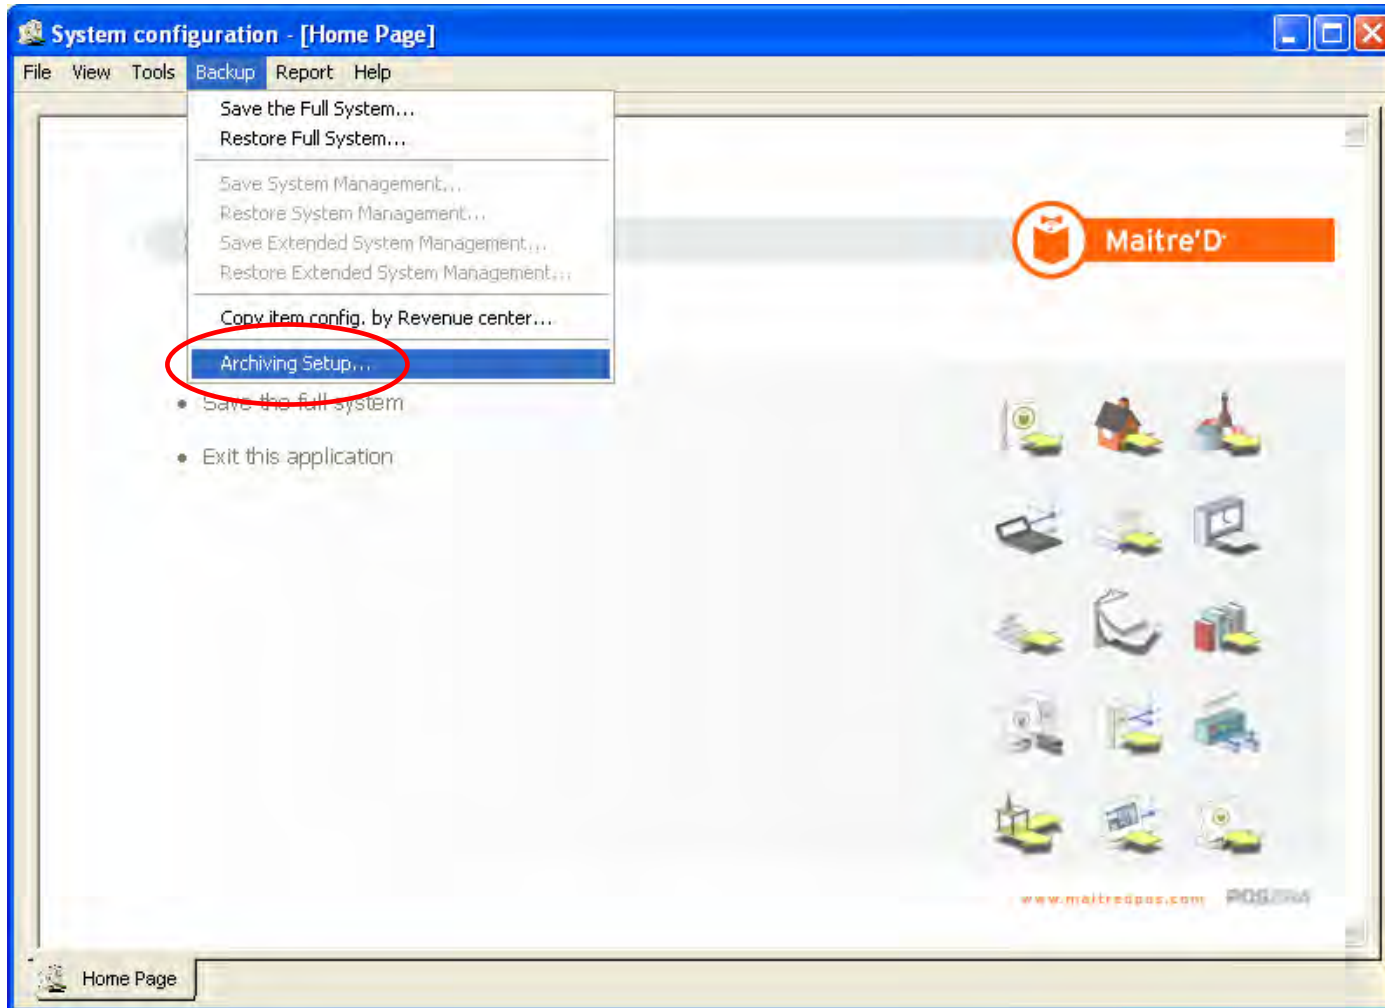 System configuration - [Home Page]
File View Tools Backup Report Help
Save the Full System...
Restore Full System...
Save System Management...
Restore System Management...
Save Extended System Management...
Restore Extended System Management...
Copy item config. by Revenue center...
Archiving Setup...
Maitre'D
Save the full system
Exit this application
www.maitredpos.com
Home Page